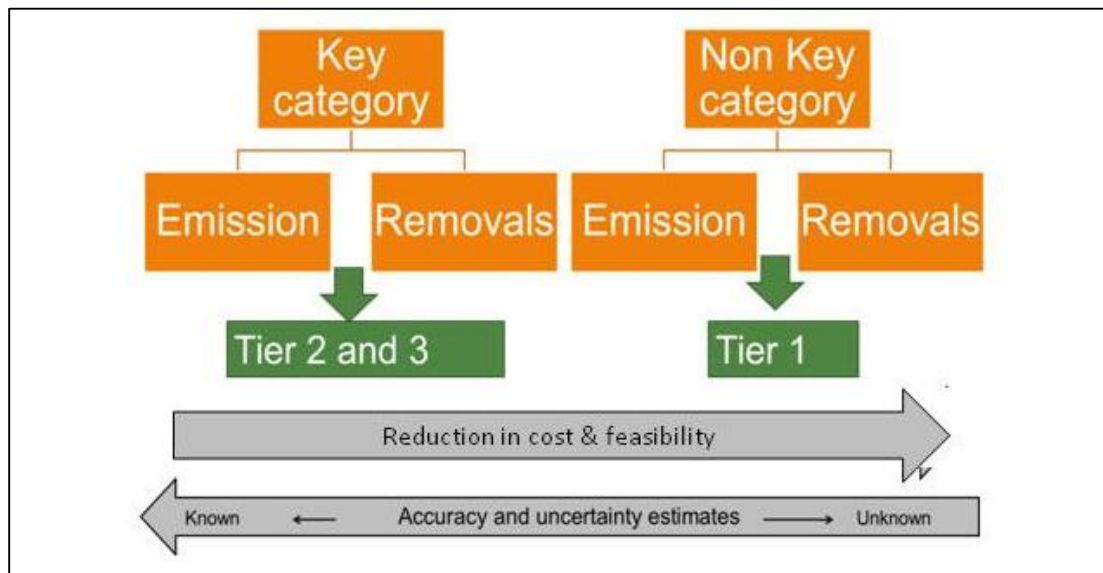 Key
category
Non Key
category
Emission
Removals
Emission
Removals
Tier 2 and 3
Tier 1
Reduction in cost & feasibility
Known ← Accuracy and uncertainty estimates → Unknown